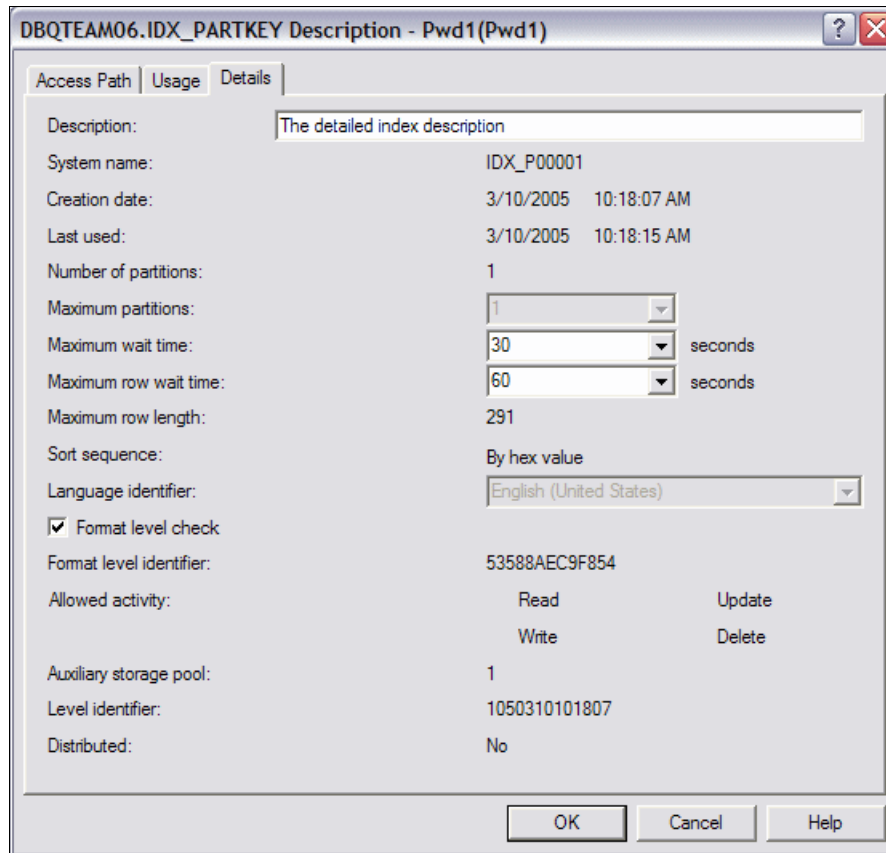 DBQTEAM06.IDX_PARTKEY Description - Pwd1(Pwd1)
Access Path Usage Details
Description: The detailed index description
System name: IDX_P00001
Creation date: 3/10/2005 10:18:07 AM
Last used: 3/10/2005 10:18:15 AM
Number of partitions: 1
Maximum partitions: 1
Maximum wait time: 30 seconds
Maximum row wait time: 60 seconds
Maximum row length: 291
Sort sequence: By hex value
Language identifier: English (United States)
Format level check
Format level identifier: 53588AEC9F854
Allowed activity: Read Update
Write Delete
Auxiliary storage pool: 1
Level identifier: 1050310101807
Distributed: No
OK Cancel Help